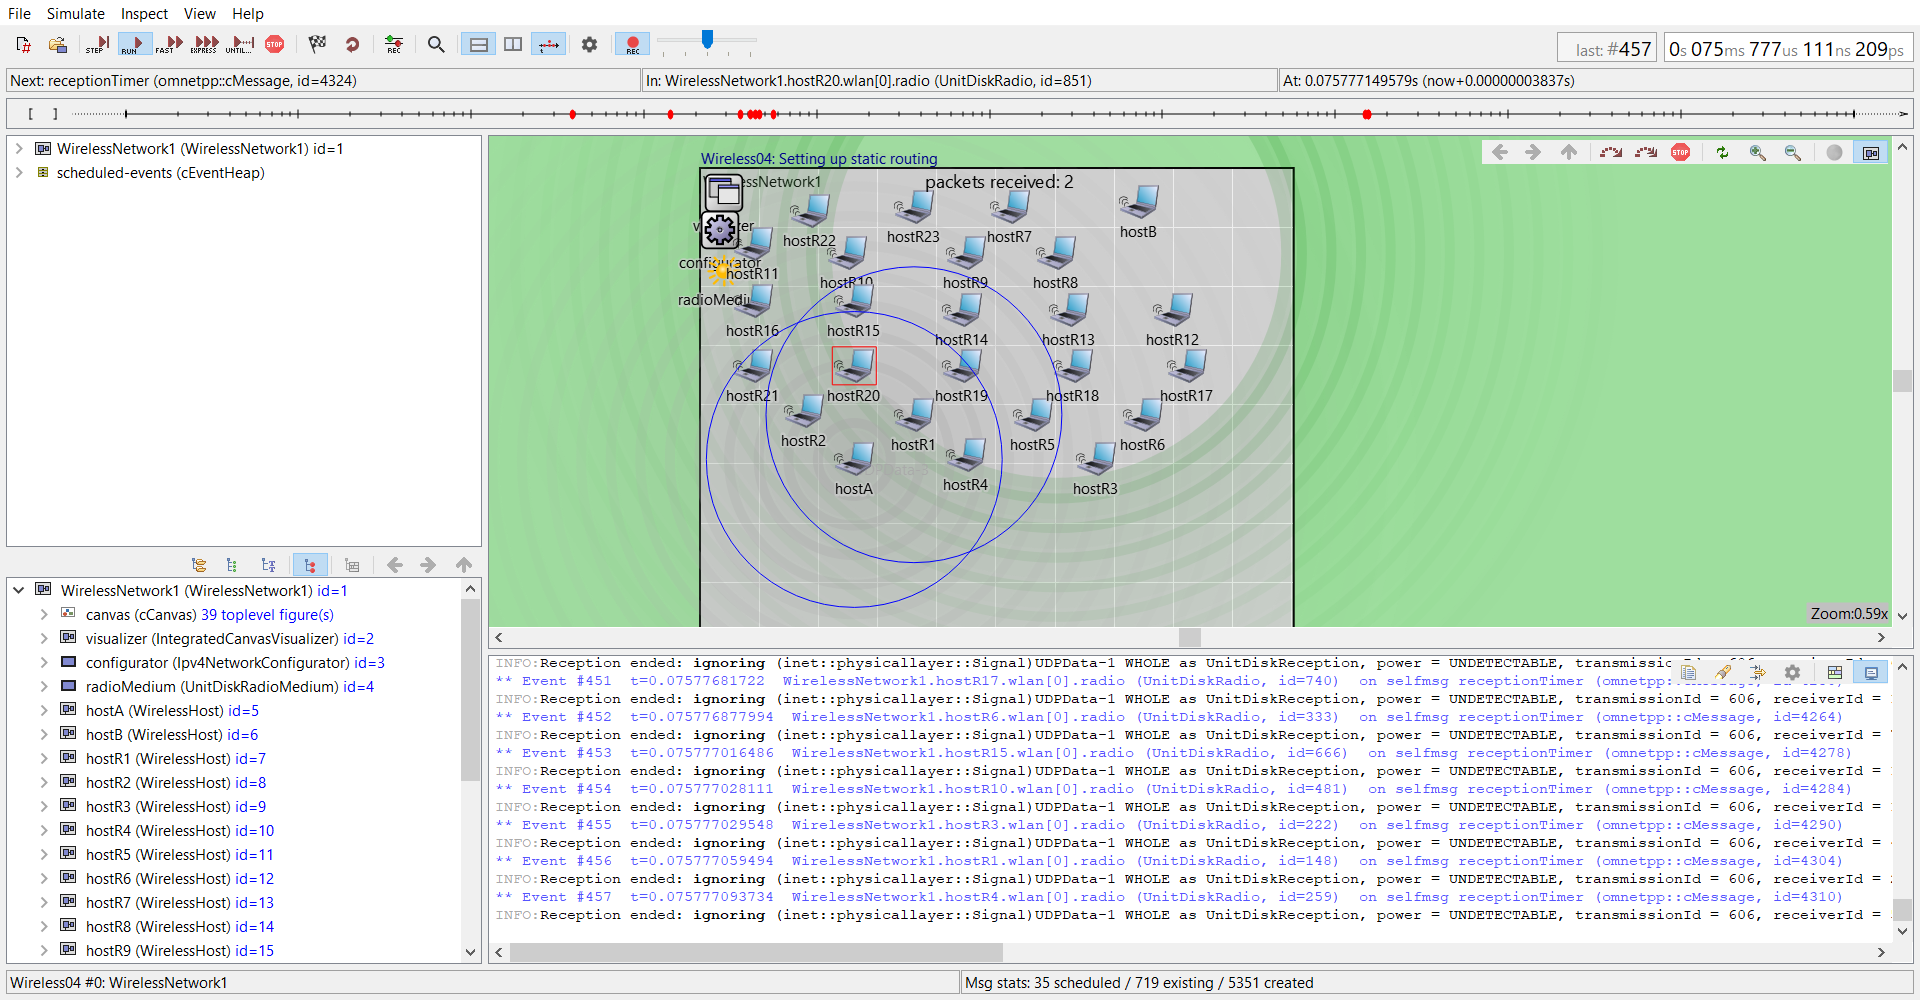 File Simulate Inspect View Help
STEP RUN FAST EXPRESS UNTIL... STOP REC REC
last: #457 0s 075ms 777us 111ns 209ps
Next: receptionTimer (omnetpp::cMessage, id=4324) In: WirelessNetwork1.hostR20.wlan[0].radio (UnitDiskRadio, id=851) At: 0.075777149579s (now+0.00000003837s)
[ ]
WirelessNetwork1 (WirelessNetwork1) id=1
scheduled-events (cEventHeap)
WirelessNetwork1 (WirelessNetwork1) id=1
canvas (cCanvas) 39 toplevel figure(s)
visualizer (IntegratedCanvasVisualizer) id=2
configurator (Ipv4NetworkConfigurator) id=3
radioMedium (UnitDiskRadioMedium) id=4
hostA (WirelessHost) id=5
hostB (WirelessHost) id=6
hostR1 (WirelessHost) id=7
hostR2 (WirelessHost) id=8
hostR3 (WirelessHost) id=9
hostR4 (WirelessHost) id=10
hostR5 (WirelessHost) id=11
hostR6 (WirelessHost) id=12
hostR7 (WirelessHost) id=13
hostR8 (WirelessHost) id=14
hostR9 (WirelessHost) id=15
Wireless04: Setting up static routing
STOP
packets received: 2
hostR22 hostR23 hostR7 hostB
configurator
hostR11 hostR10 hostR9 hostR8
hostR16 hostR15 hostR14 hostR13 hostR12
hostR21 hostR20 hostR19 hostR18 hostR17
hostR2 hostR1 hostR5 hostR6
hostA hostR4 hostR3
Zoom:0.59x
INFO:Reception ended: ignoring (inet::physicallayer::Signal)UDPData-1 WHOLE as UnitDiskReception, power = UNDETECTABLE,
** Event #451 t=0.07577681722 WirelessNetwork1.hostR17.wlan[0].radio (UnitDiskRadio, id=740) on selfmsg receptionTimer
INFO:Reception ended: ignoring (inet::physicallayer::Signal)UDPData-1 WHOLE as UnitDiskReception, power = UNDETECTABLE, transmissionId = 606, receiverId =
** Event #452 t=0.075776877994 WirelessNetwork1.hostR6.wlan[0].radio (UnitDiskRadio, id=333) on selfmsg receptionTimer (omnetpp::cMessage, id=4264)
INFO:Reception ended: ignoring (inet::physicallayer::Signal)UDPData-1 WHOLE as UnitDiskReception, power = UNDETECTABLE, transmissionId = 606, receiverId =
** Event #453 t=0.075777016486 WirelessNetwork1.hostR15.wlan[0].radio (UnitDiskRadio, id=666) on selfmsg receptionTimer (omnetpp::cMessage, id=4278)
INFO:Reception ended: ignoring (inet::physicallayer::Signal)UDPData-1 WHOLE as UnitDiskReception, power = UNDETECTABLE, transmissionId = 606, receiverId =
** Event #454 t=0.075777028111 WirelessNetwork1.hostR10.wlan[0].radio (UnitDiskRadio, id=481) on selfmsg receptionTimer (omnetpp::cMessage, id=4284)
INFO:Reception ended: ignoring (inet::physicallayer::Signal)UDPData-1 WHOLE as UnitDiskReception, power = UNDETECTABLE, transmissionId = 606, receiverId =
** Event #455 t=0.075777029548 WirelessNetwork1.hostR3.wlan[0].radio (UnitDiskRadio, id=222) on selfmsg receptionTimer (omnetpp::cMessage, id=4290)
INFO:Reception ended: ignoring (inet::physicallayer::Signal)UDPData-1 WHOLE as UnitDiskReception, power = UNDETECTABLE, transmissionId = 606, receiverId =
** Event #456 t=0.075777059494 WirelessNetwork1.hostR1.wlan[0].radio (UnitDiskRadio, id=148) on selfmsg receptionTimer (omnetpp::cMessage, id=4304)
INFO:Reception ended: ignoring (inet::physicallayer::Signal)UDPData-1 WHOLE as UnitDiskReception, power = UNDETECTABLE, transmissionId = 606, receiverId =
** Event #457 t=0.075777093734 WirelessNetwork1.hostR4.wlan[0].radio (UnitDiskRadio, id=259) on selfmsg receptionTimer (omnetpp::cMessage, id=4310)
INFO:Reception ended: ignoring (inet::physicallayer::Signal)UDPData-1 WHOLE as UnitDiskReception, power = UNDETECTABLE, transmissionId = 606, receiverId =
Wireless04 #0: WirelessNetwork1 Msg stats: 35 scheduled / 719 existing / 5351 created